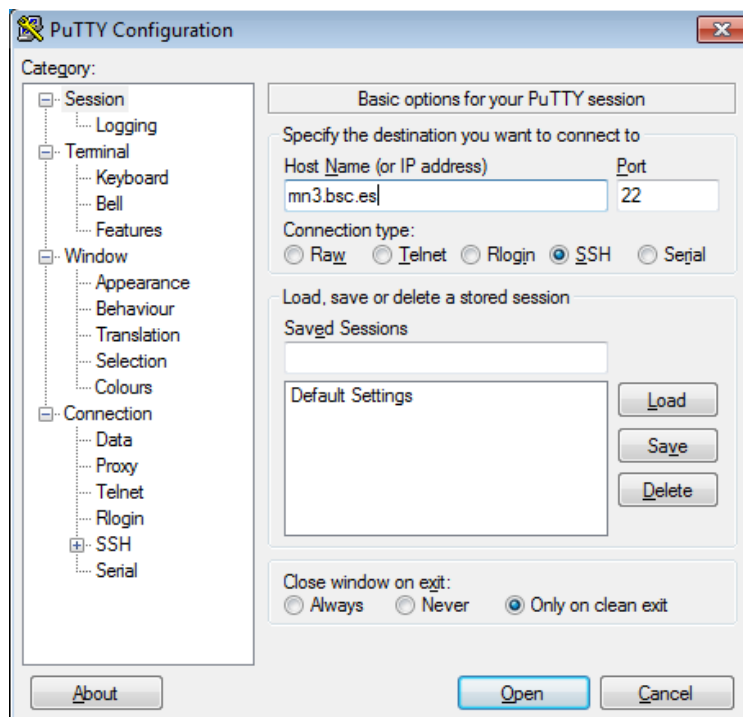 PuTTY Configuration
Category:
Session
Logging
Terminal
Keyboard
Bell
Features
Window
Appearance
Behaviour
Translation
Selection
Colours
Connection
Data
Proxy
Telnet
Rlogin
SSH
Serial
Basic options for your PuTTY session
Specify the destination you want to connect to
Host Name (or IP address) Port
mn3.bsc.es 22
Connection type:
Raw Telnet Rlogin SSH Serial
Load, save or delete a stored session
Saved Sessions
Default Settings
Load
Save
Delete
Close window on exit:
Always Never Only on clean exit
About Open Cancel